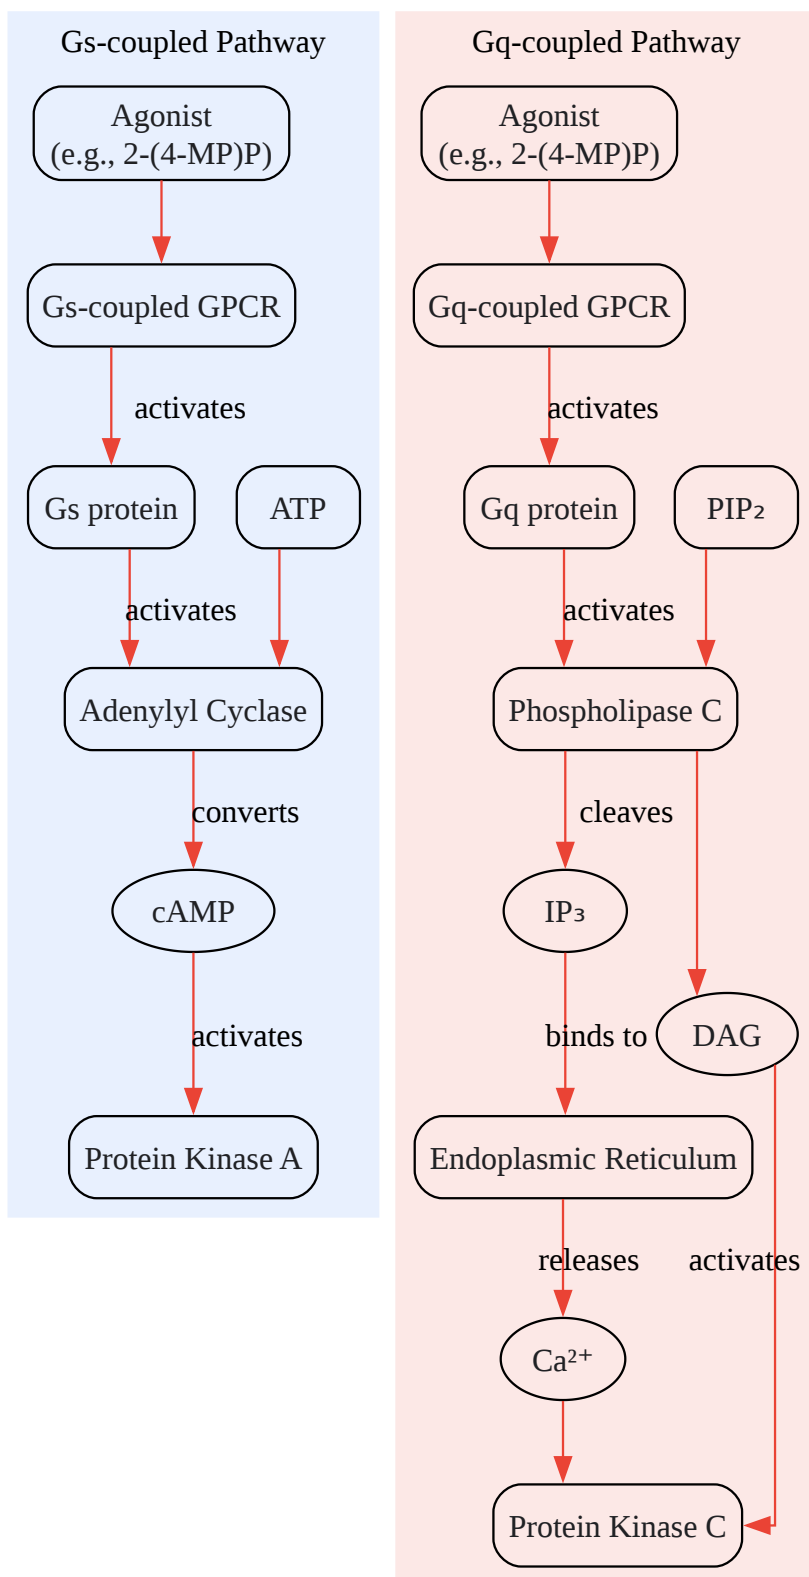 Gs-coupled Pathway
Agonist
(e.g., 2-(4-MP)P)
Gs-coupled GPCR
activates
Gs protein
ATP
activates
Adenylyl Cyclase
converts
cAMP
activates
Protein Kinase A
Gq-coupled Pathway
Agonist
(e.g., 2-(4-MP)P)
Gq-coupled GPCR
activates
Gq protein
PIP₂
activates
Phospholipase C
cleaves
IP₃
binds to
DAG
Endoplasmic Reticulum
releases
activates
Ca²⁺
Protein Kinase C